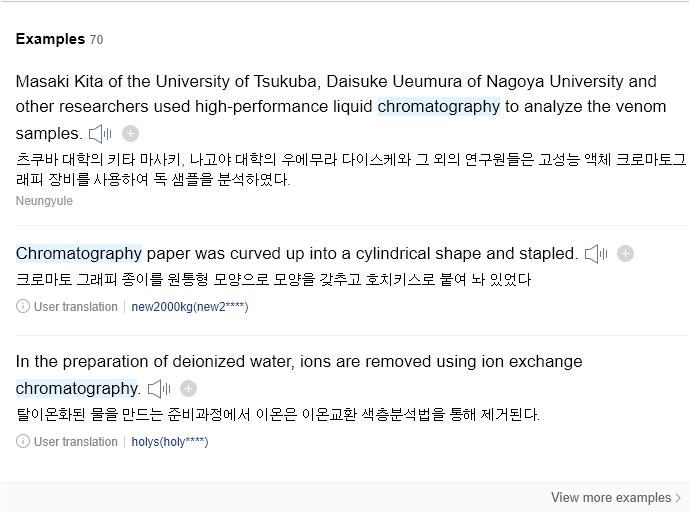 Examples 70
Masaki Kita of the University of Tsukuba, Daisuke Ueumura of Nagoya University and
other researchers used high-performance liquid chromatography to analyze the venom
samples.
츠쿠바 대학의 키타 마사키, 나고야 대학의 우에무라 다이스케와 그 외의 연구원들은 고성능 액체 크로마토그
래피 장비를 사용하여 독 샘플을 분석하였다.
Neungyule
Chromatography paper was curved up into a cylindrical shape and stapled.
크로마토 그래피 종이를 원통형 모양으로 모양을 갖추고 호치키스로 붙여 놔 있었다
User translation | new2000kg(new2****)
In the preparation of deionized water, ions are removed using ion exchange
chromatography.
탈이온화된 물을 만드는 준비과정에서 이온은 이온교환 색층분석법을 통해 제거된다.
User translation | holys(holy****)
View more examples >